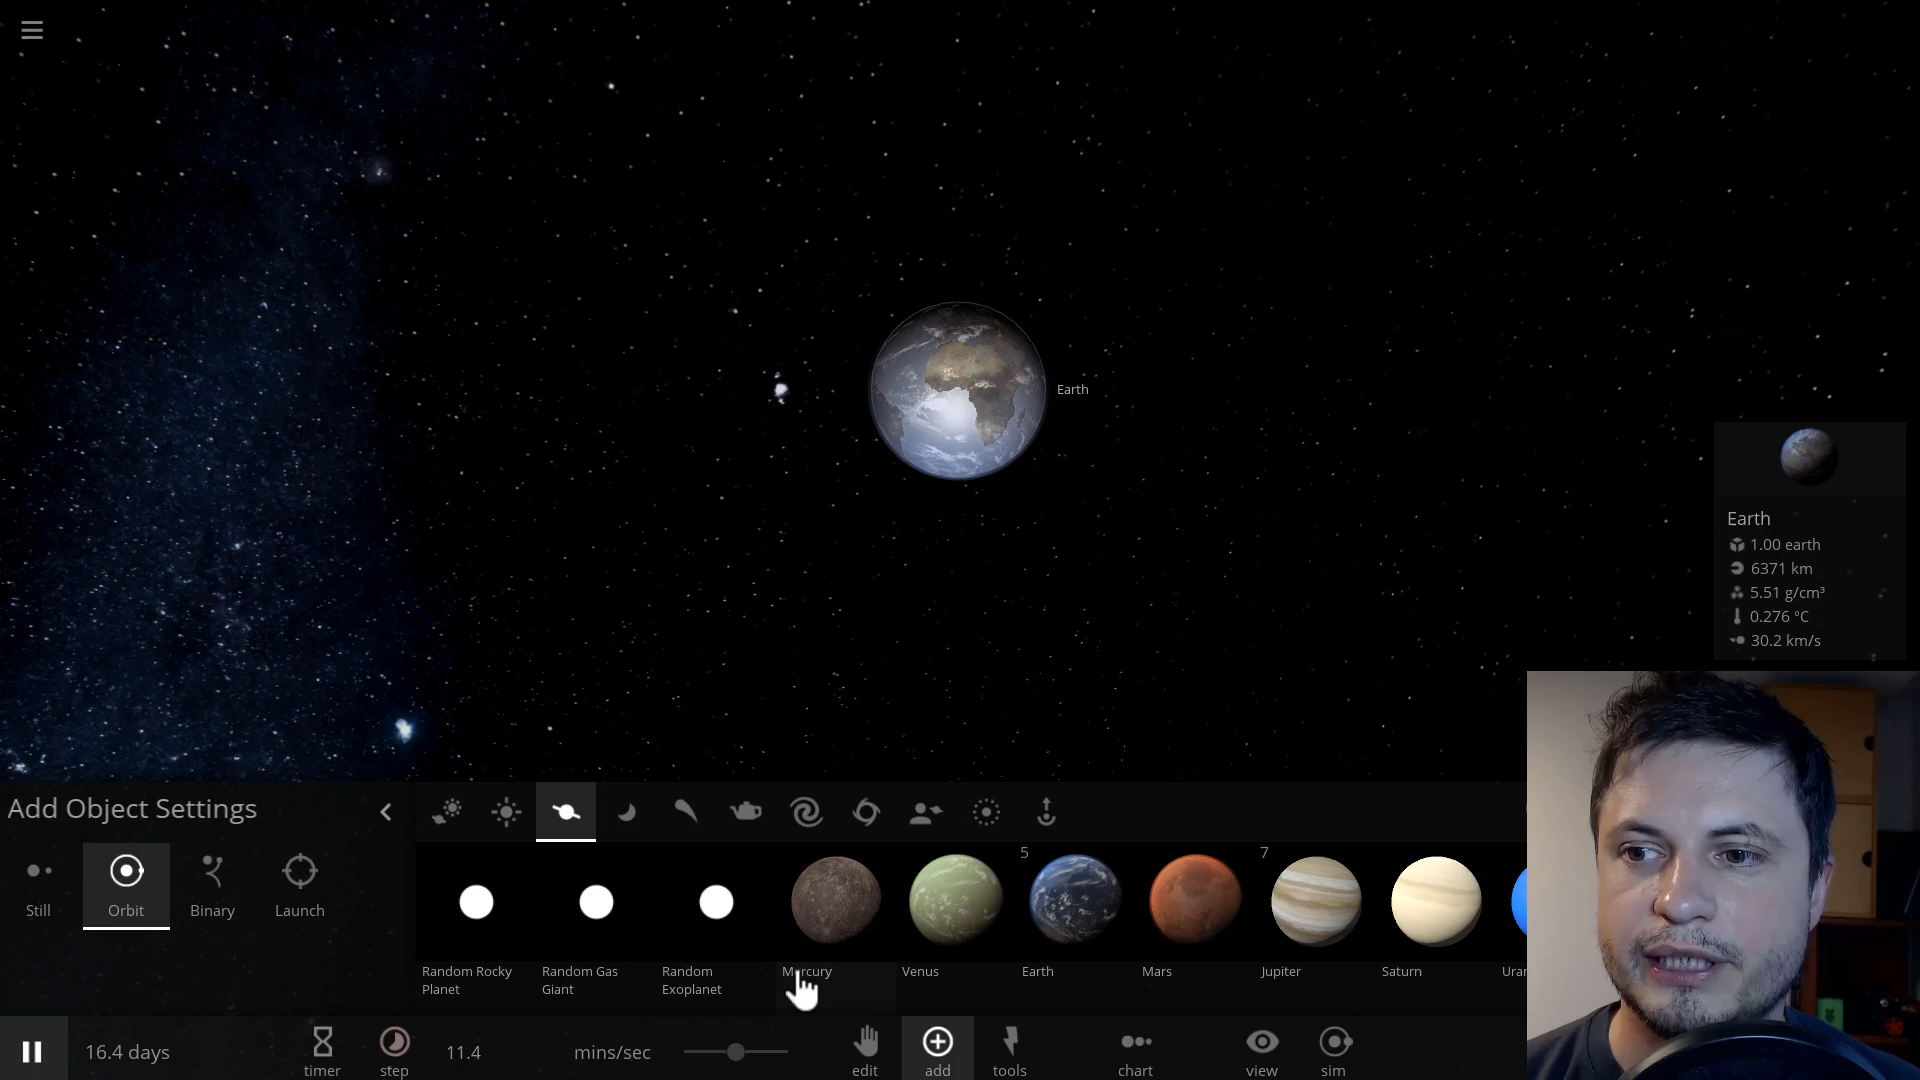 Earth
Earth
1.00 earth
6371 km
5.51 g/cm³
0.276 °C
30.2 km/s
Add Object Settings
Still
Orbit
Binary
Launch
5
7
Random Rocky
Planet
Random Gas
Giant
Random
Exoplanet
Mercury
Venus
Earth
Mars
Jupiter
Saturn
16.4 days
timer
step
11.4
mins/sec
edit
add
tools
chart
view
sim